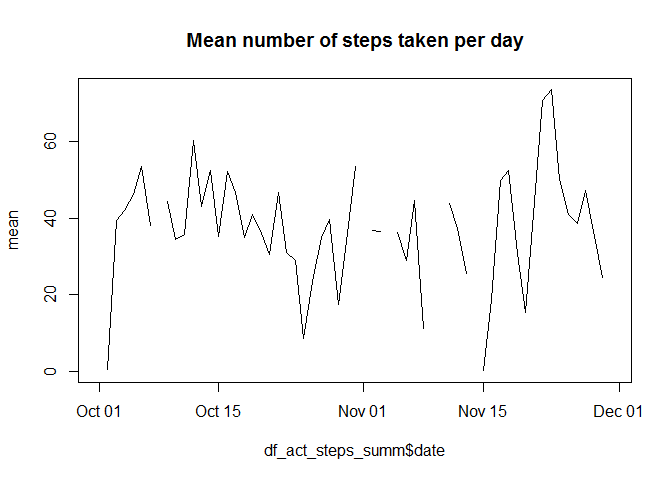 Mean number of steps taken per day
mean
60
40
20
0
Oct 01 Oct 15 Nov 01 Nov 15 Dec 01
df_act_steps_summ$date